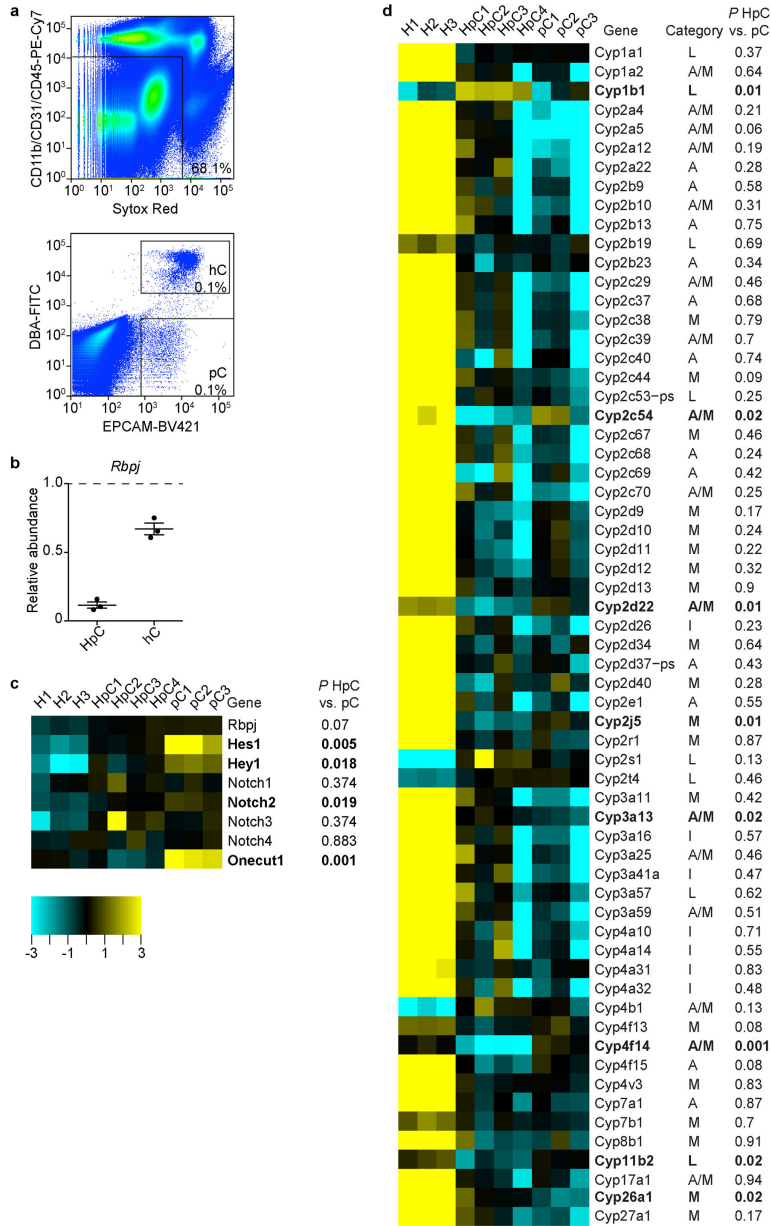 a
CD11b/CD31/CD45-PE-Cy7
10⁷
10⁶
10⁵
10⁴
10³
10²
10¹
10⁰
68.1%
10¹ 10² 10³ 10⁴ 10⁵
Sytox Red
DBA-FITC
10⁵
10⁴
10³
10²
10¹
10⁰
hC
0.1%
pC
0.1%
10¹ 10² 10³ 10⁴ 10⁵
EPCAM-BV421
b
Rbpj
Relative abundance
1.0
0.5
0
HpC hC
c
H1 H2 H3 HpC1 HpC2 HpC3 HpC4 pC1 pC2 pC3 Gene P HpC vs. pC
Rbpj 0.07
Hes1 0.005
Hey1 0.018
Notch1 0.374
Notch2 0.019
Notch3 0.374
Notch4 0.883
Onecut1 0.001
-3 -1 1 3
d
H1 H2 H3 HpC1 HpC2 HpC3 HpC4 pC1 pC2 pC3 Gene Category P HpC vs. pC
Cyp1a1 L 0.37
Cyp1a2 A/M 0.64
Cyp1b1 L 0.01
Cyp2a4 A/M 0.21
Cyp2a5 A/M 0.06
Cyp2a12 A/M 0.19
Cyp2a22 A 0.28
Cyp2b9 A 0.58
Cyp2b10 A/M 0.31
Cyp2b13 A 0.75
Cyp2b19 L 0.69
Cyp2b23 A 0.34
Cyp2c29 A/M 0.46
Cyp2c37 A 0.68
Cyp2c38 M 0.79
Cyp2c39 A/M 0.7
Cyp2c40 A 0.74
Cyp2c44 M 0.09
Cyp2c53−ps L 0.25
Cyp2c54 A/M 0.02
Cyp2c67 M 0.46
Cyp2c68 A 0.24
Cyp2c69 A 0.42
Cyp2c70 A/M 0.25
Cyp2d9 M 0.17
Cyp2d10 M 0.24
Cyp2d11 M 0.22
Cyp2d12 M 0.32
Cyp2d13 M 0.9
Cyp2d22 A/M 0.01
Cyp2d26 I 0.23
Cyp2d34 M 0.64
Cyp2d37−ps A 0.43
Cyp2d40 M 0.28
Cyp2e1 A 0.55
Cyp2j5 M 0.01
Cyp2r1 M 0.87
Cyp2s1 L 0.13
Cyp2t4 L 0.46
Cyp3a11 M 0.42
Cyp3a13 A/M 0.02
Cyp3a16 I 0.57
Cyp3a25 A/M 0.46
Cyp3a41a I 0.47
Cyp3a57 L 0.62
Cyp3a59 A/M 0.51
Cyp4a10 I 0.71
Cyp4a14 I 0.55
Cyp4a31 I 0.83
Cyp4a32 I 0.48
Cyp4b1 A/M 0.13
Cyp4f13 M 0.08
Cyp4f14 A/M 0.001
Cyp4f15 A 0.08
Cyp4v3 M 0.83
Cyp7a1 A 0.87
Cyp7b1 M 0.7
Cyp8b1 M 0.91
Cyp11b2 L 0.02
Cyp17a1 A/M 0.94
Cyp26a1 M 0.02
Cyp27a1 M 0.17